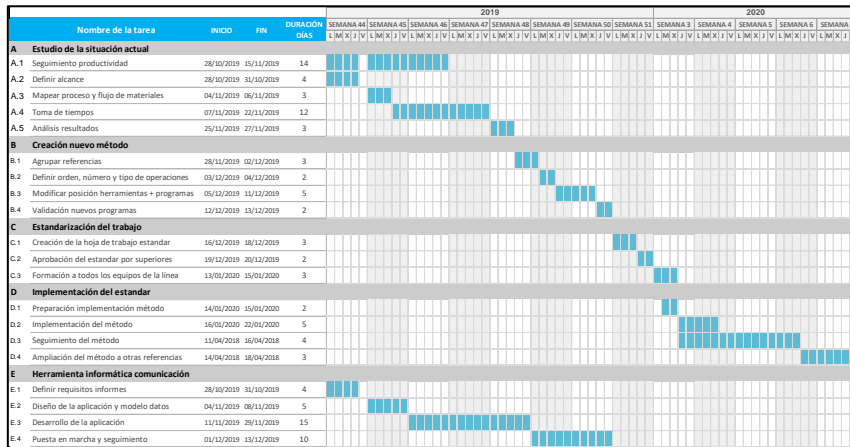 2019 2020
Nombre de la tarea INICIO FIN DURACIÓN DÍAS SEMANA 44 SEMANA 45 SEMANA 46 SEMANA 47 SEMANA 48 SEMANA 49 SEMANA 50 SEMANA 51 SEMANA 3 SEMANA 4 SEMANA 5 SEMANA 6 SEMANA
L M X J V L M X J V L M X J V L M X J V L M X J V L M X J V L M X J V L M X J V L M X J V L M X J V L M X J V L M X J V L M X J
A Estudio de la situación actual
A.1 Seguimiento productividad 28/10/2019 15/11/2019 14
A.2 Definir alcance 28/10/2019 31/10/2019 4
A.3 Mapear proceso y flujo de materiales 04/11/2019 06/11/2019 3
A.4 Toma de tiempos 07/11/2019 22/11/2019 12
A.5 Análisis resultados 25/11/2019 27/11/2019 3
B Creación nuevo método
B.1 Agrupar referencias 28/11/2019 02/12/2019 3
B.2 Definir orden, número y tipo de operaciones 03/12/2019 04/12/2019 2
B.3 Modificar posición herramientas + programas 05/12/2019 11/12/2019 5
B.4 Validación nuevos programas 12/12/2019 13/12/2019 2
C Estandarización del trabajo
C.1 Creación de la hoja de trabajo estandar 16/12/2019 18/12/2019 3
C.2 Aprobación del estandar por superiores 19/12/2019 20/12/2019 2
C.3 Formación a todos los equipos de la línea 13/01/2020 15/01/2020 3
D Implementación del estandar
D.1 Preparación implementación método 14/01/2020 15/01/2020 2
D.2 Implementación del método 16/01/2020 22/01/2020 5
D.3 Seguimiento del método 11/04/2018 16/04/2018 4
D.4 Ampliación del método a otras referencias 14/04/2018 18/04/2018 3
E Herramienta informática comunicación
E.1 Definir requisitos informes 28/10/2019 31/10/2019 4
E.2 Diseño de la aplicación y modelo datos 04/11/2019 08/11/2019 5
E.3 Desarrollo de la aplicación 11/11/2019 29/11/2019 15
E.4 Puesta en marcha y seguimiento 01/12/2019 13/12/2019 10